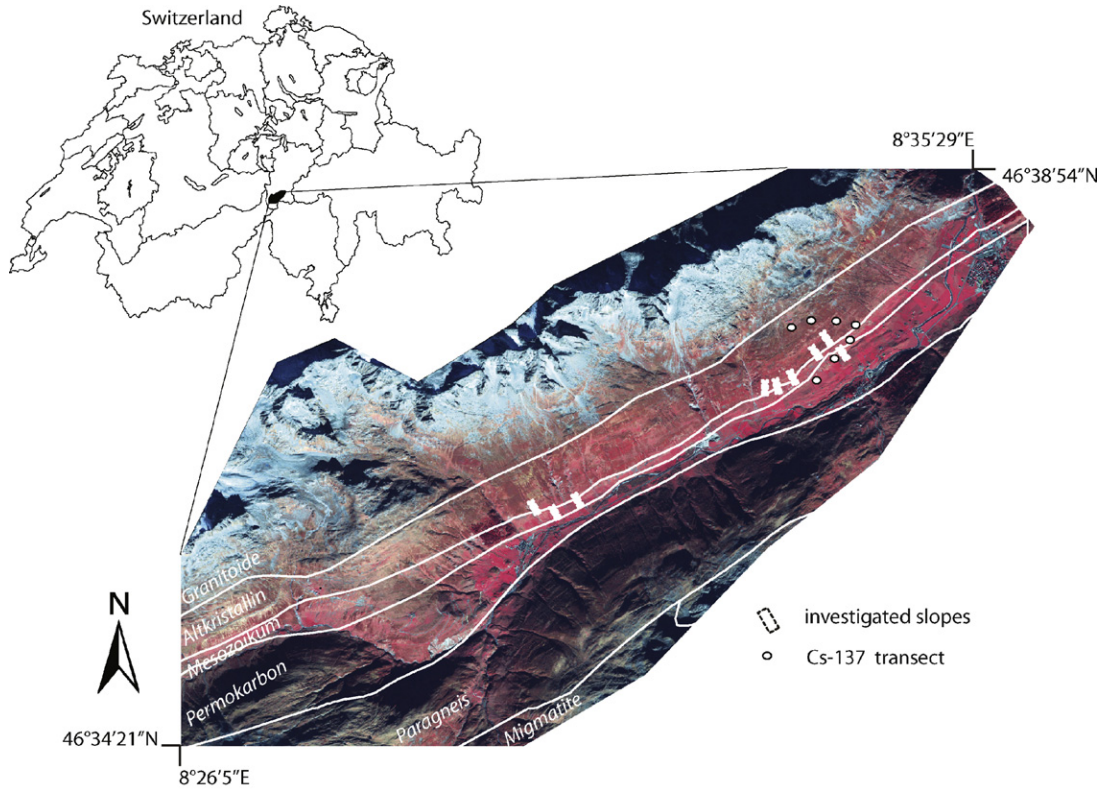 Switzerland
8°35'29"E
46°38'54"N
Granitoide
Altkristallin
Mesozoikum
Permokarbon
Paragneis
Migmatite
N
investigated slopes
Cs-137 transect
46°34'21"N
8°26'5"E